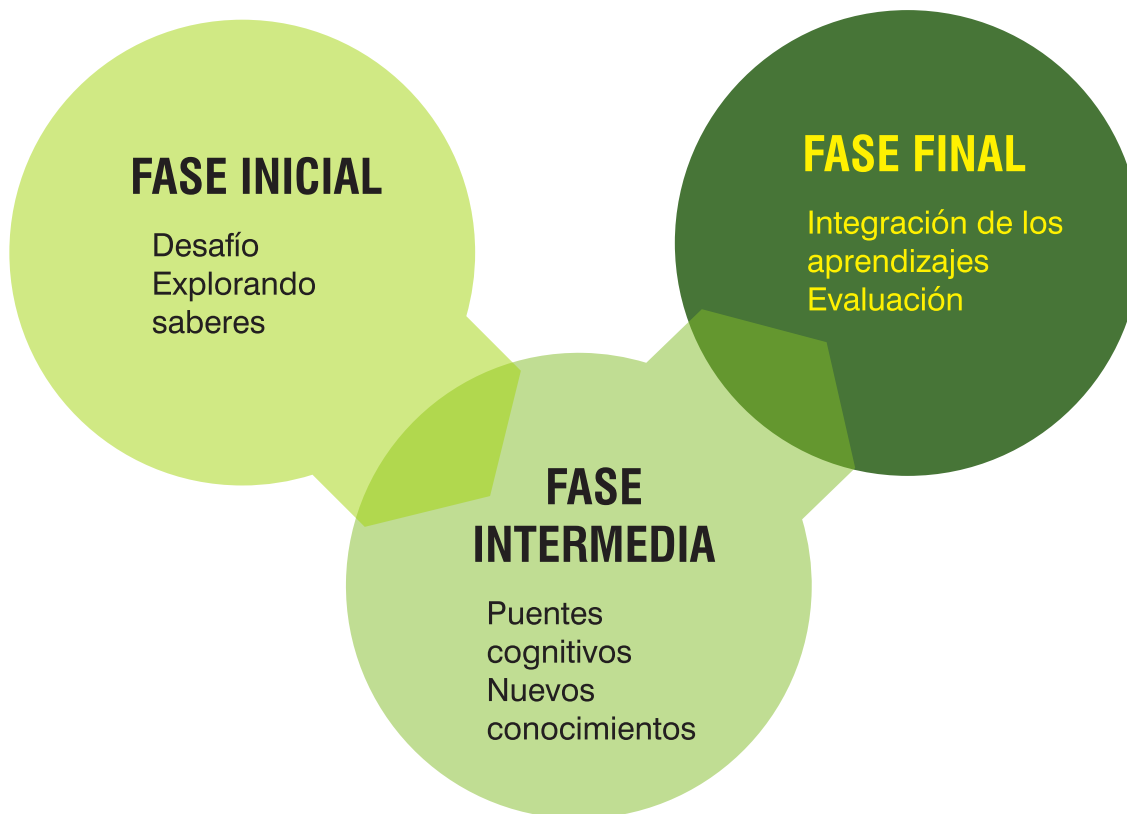 FASE INICIAL
Desafío
Explorando
saberes
FASE
INTERMEDIA
Puentes
cognitivos
Nuevos
conocimientos
FASE FINAL
Integración de los
aprendizajes
Evaluación